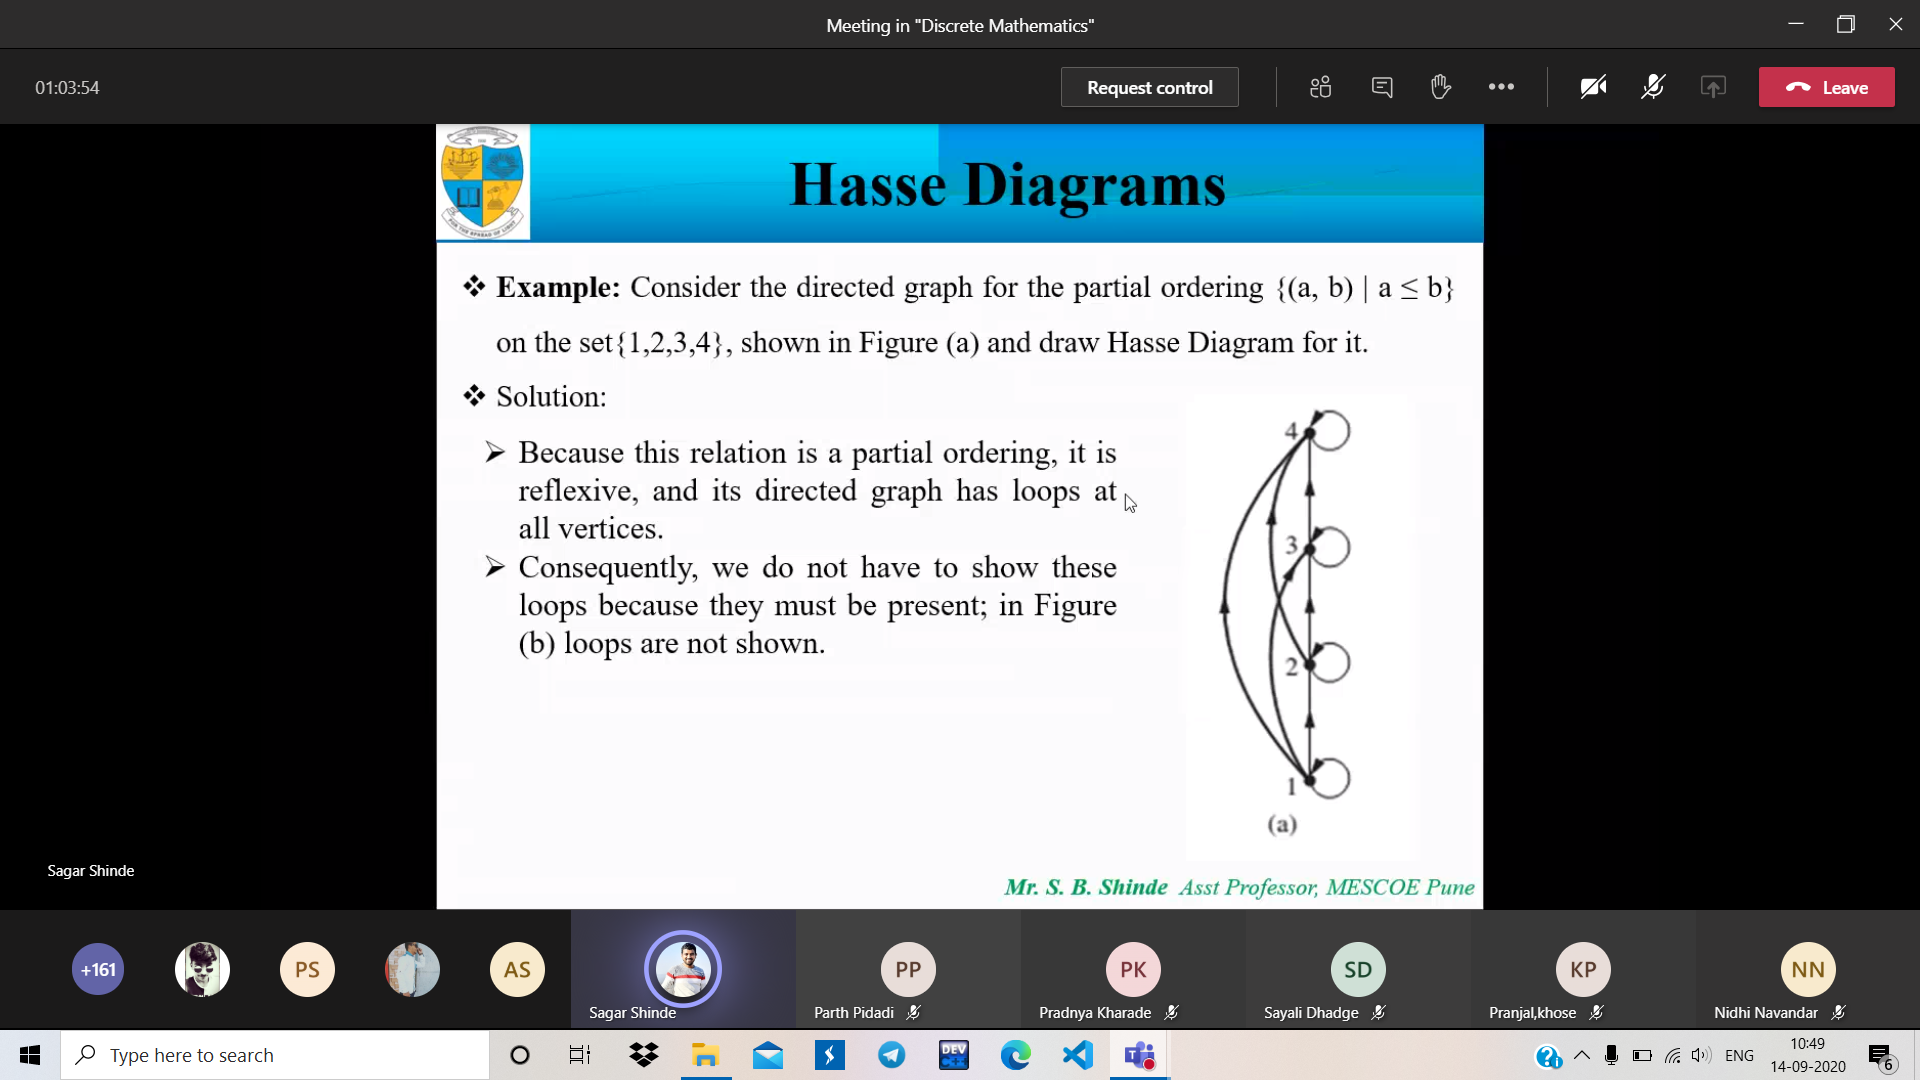 Meeting in "Discrete Mathematics"
01:03:54
Request control
Leave
Hasse Diagrams
❖ Example: Consider the directed graph for the partial ordering {(a, b) | a ≤ b}
on the set{1,2,3,4}, shown in Figure (a) and draw Hasse Diagram for it.
❖ Solution:
➢ Because this relation is a partial ordering, it is
reflexive, and its directed graph has loops at
all vertices.
➢ Consequently, we do not have to show these
loops because they must be present; in Figure
(b) loops are not shown.
4
3
2
1
(a)
Mr. S. B. Shinde Asst Professor, MESCOE Pune
Sagar Shinde
+161
PS
AS
PP
PK
SD
KP
NN
Sagar Shinde
Parth Pidadi
Pradnya Kharade
Sayali Dhadge
Pranjal,khose
Nidhi Navandar
Type here to search
DEV
C++
T
ENG
10:49
14-09-2020
6